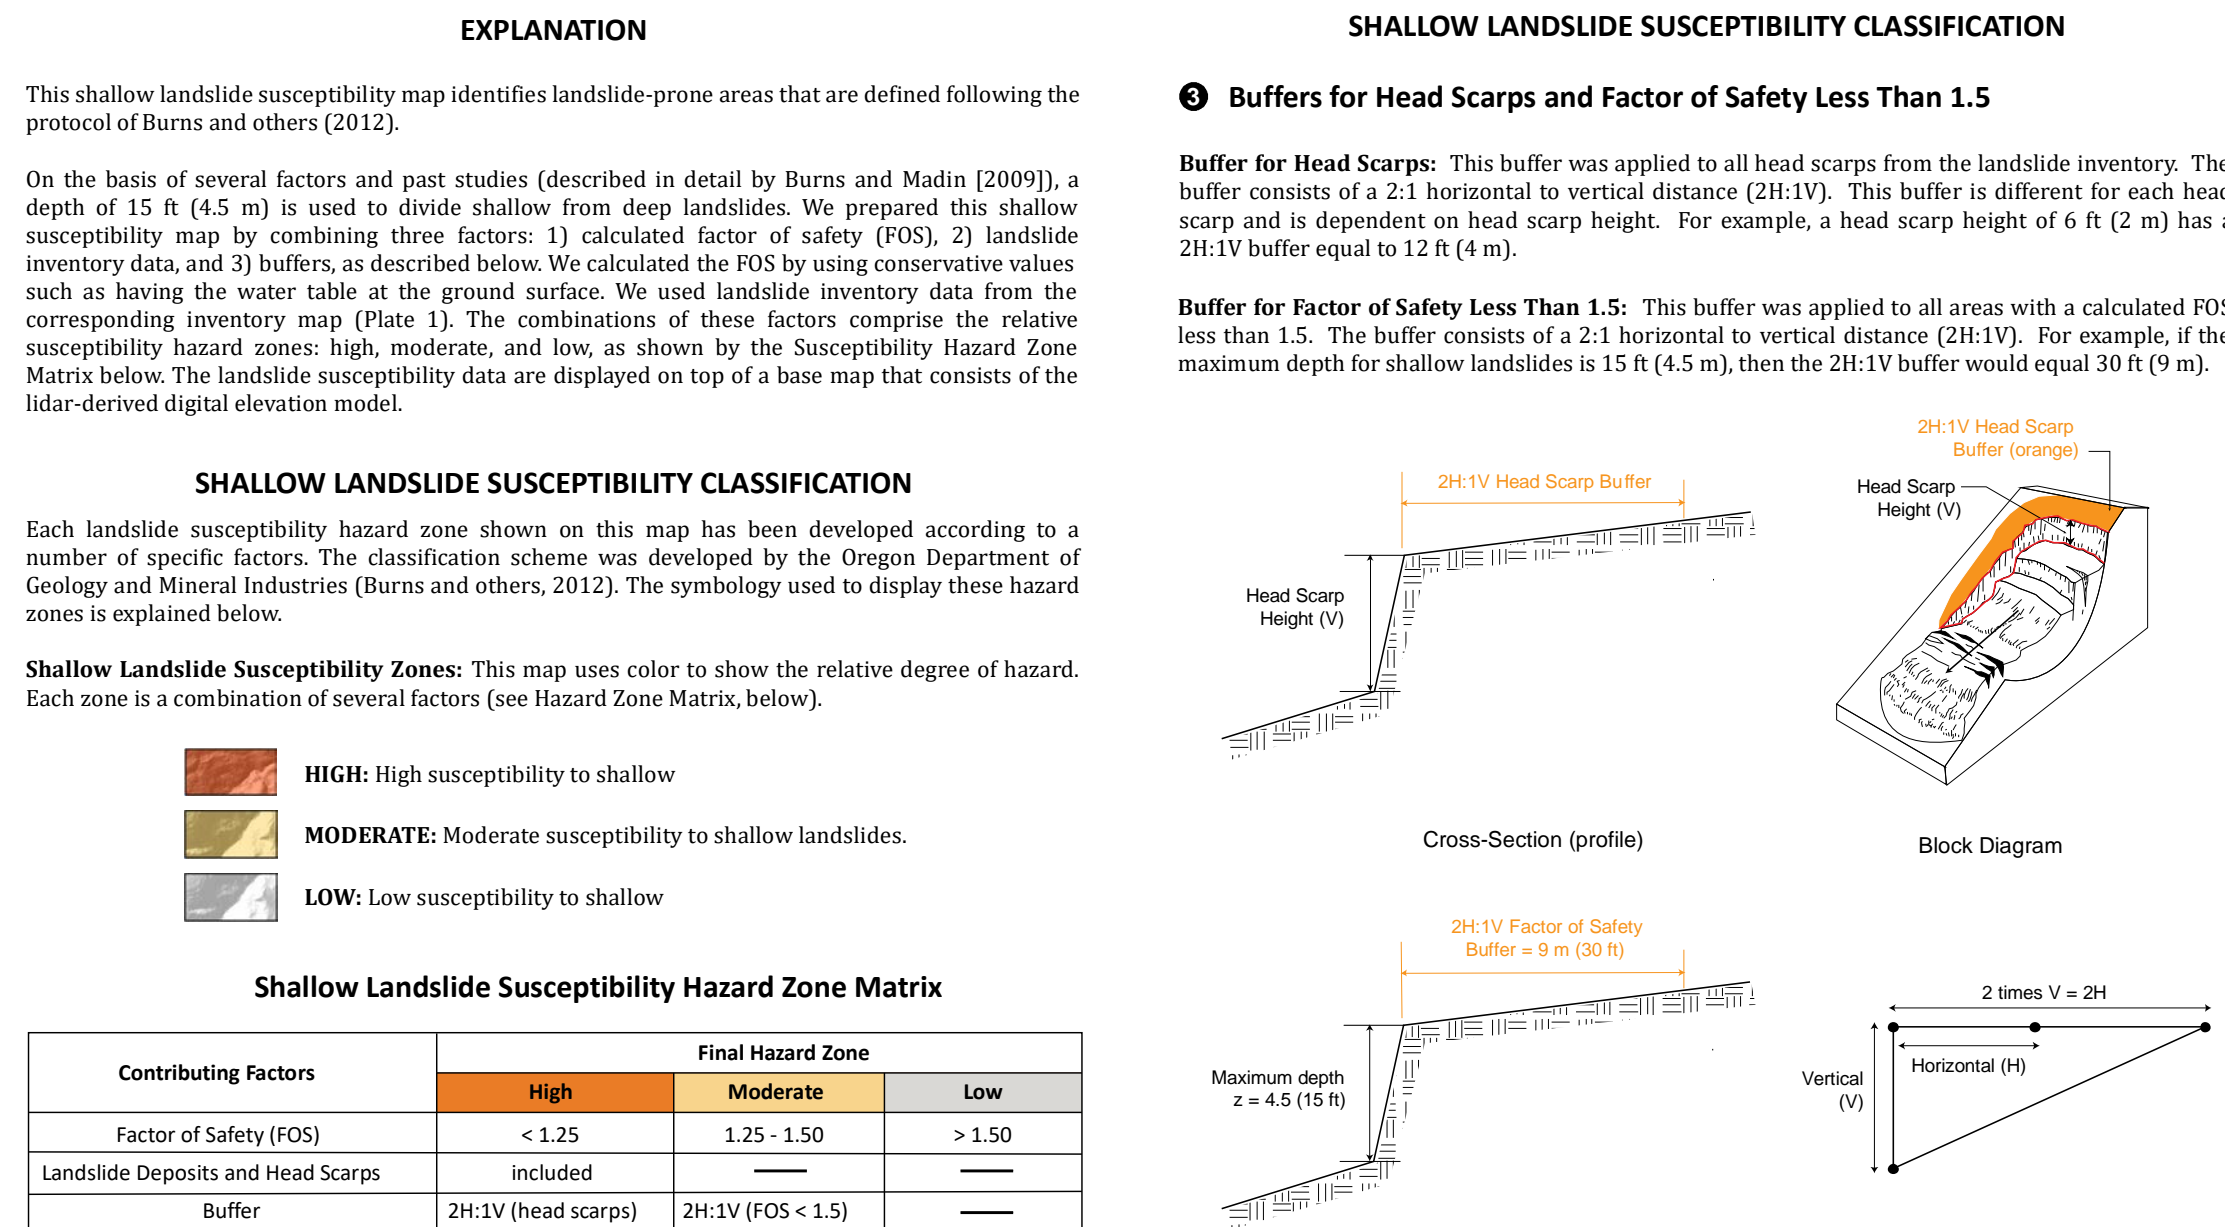 EXPLANATION
This shallow landslide susceptibility map identifies landslide-prone areas that are defined following the
protocol of Burns and others (2012).
On the basis of several factors and past studies (described in detail by Burns and Madin [2009]), a
depth of 15 ft (4.5 m) is used to divide shallow from deep landslides. We prepared this shallow
susceptibility map by combining three factors: 1) calculated factor of safety (FOS), 2) landslide
inventory data, and 3) buffers, as described below. We calculated the FOS by using conservative values
such as having the water table at the ground surface. We used landslide inventory data from the
corresponding inventory map (Plate 1). The combinations of these factors comprise the relative
susceptibility hazard zones: high, moderate, and low, as shown by the Susceptibility Hazard Zone
Matrix below. The landslide susceptibility data are displayed on top of a base map that consists of the
lidar-derived digital elevation model.
SHALLOW LANDSLIDE SUSCEPTIBILITY CLASSIFICATION
Each landslide susceptibility hazard zone shown on this map has been developed according to a
number of specific factors. The classification scheme was developed by the Oregon Department of
Geology and Mineral Industries (Burns and others, 2012). The symbology used to display these hazard
zones is explained below.
Shallow Landslide Susceptibility Zones: This map uses color to show the relative degree of hazard.
Each zone is a combination of several factors (see Hazard Zone Matrix, below).
HIGH: High susceptibility to shallow
MODERATE: Moderate susceptibility to shallow landslides.
LOW: Low susceptibility to shallow
Shallow Landslide Susceptibility Hazard Zone Matrix
Contributing Factors
Final Hazard Zone
High Moderate Low
Factor of Safety (FOS) < 1.25 1.25 - 1.50 > 1.50
Landslide Deposits and Head Scarps included — —
Buffer 2H:1V (head scarps) 2H:1V (FOS < 1.5) —
SHALLOW LANDSLIDE SUSCEPTIBILITY CLASSIFICATION
3 Buffers for Head Scarps and Factor of Safety Less Than 1.5
Buffer for Head Scarps: This buffer was applied to all head scarps from the landslide inventory. The
buffer consists of a 2:1 horizontal to vertical distance (2H:1V). This buffer is different for each head
scarp and is dependent on head scarp height. For example, a head scarp height of 6 ft (2 m) has a
2H:1V buffer equal to 12 ft (4 m).
Buffer for Factor of Safety Less Than 1.5: This buffer was applied to all areas with a calculated FOS
less than 1.5. The buffer consists of a 2:1 horizontal to vertical distance (2H:1V). For example, if the
maximum depth for shallow landslides is 15 ft (4.5 m), then the 2H:1V buffer would equal 30 ft (9 m).
2H:1V Head Scarp Buffer
Head Scarp
Height (V)
Cross-Section (profile)
2H:1V Head Scarp
Buffer (orange)
Head Scarp
Height (V)
Block Diagram
2H:1V Factor of Safety
Buffer = 9 m (30 ft)
Maximum depth
z = 4.5 (15 ft)
2 times V = 2H
Horizontal (H)
Vertical
(V)